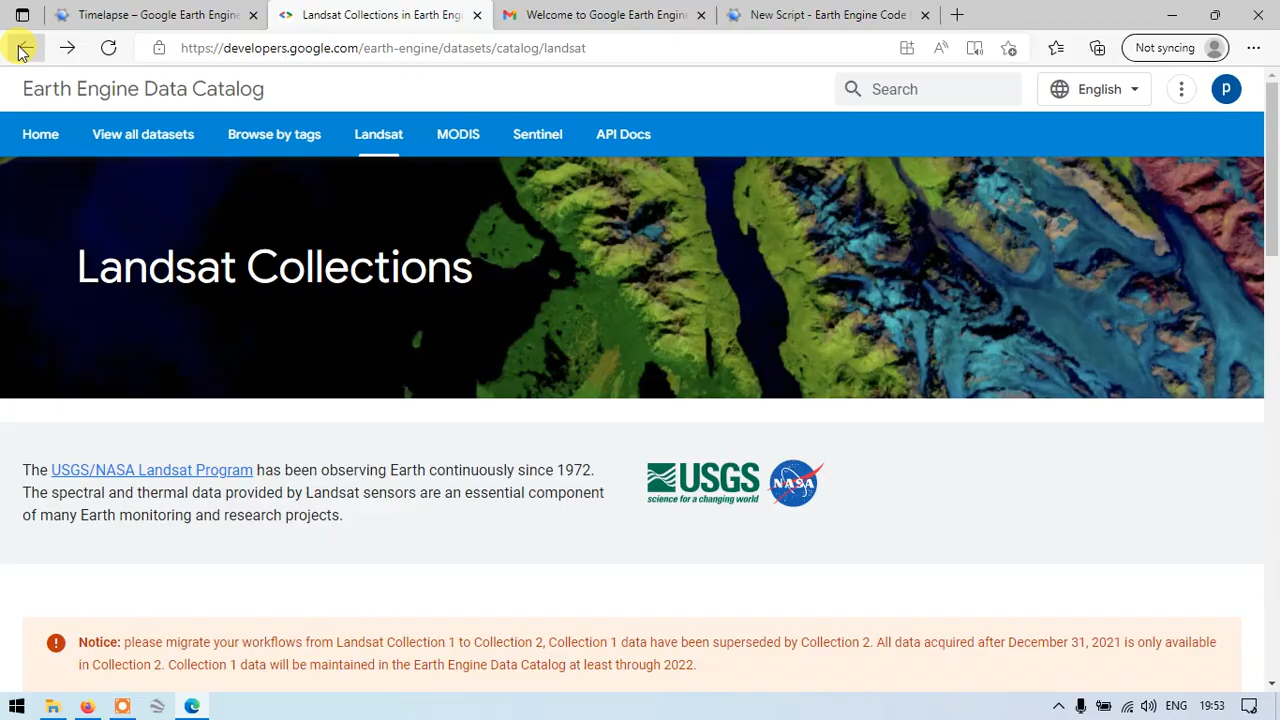 Timelapse – Google Earth Engine
Landsat Collections in Earth Eng
Welcome to Google Earth Engine
New Script - Earth Engine Code
https://developers.google.com/earth-engine/datasets/catalog/landsat
Not syncing
Earth Engine Data Catalog
Search
English
p
Home
View all datasets
Browse by tags
Landsat
MODIS
Sentinel
API Docs
Landsat Collections
The USGS/NASA Landsat Program has been observing Earth continuously since 1972.
The spectral and thermal data provided by Landsat sensors are an essential component
of many Earth monitoring and research projects.
USGS
science for a changing world
NASA
Notice: please migrate your workflows from Landsat Collection 1 to Collection 2, Collection 1 data have been superseded by Collection 2. All data acquired after December 31, 2021 is only available
in Collection 2. Collection 1 data will be maintained in the Earth Engine Data Catalog at least through 2022.
ENG
19:53